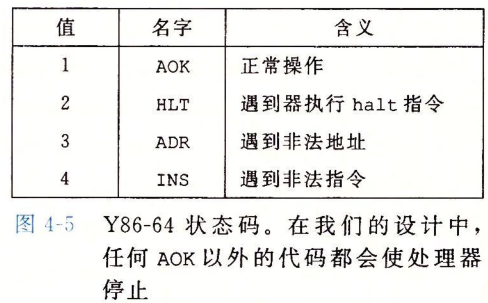 值 名字 含义
1 AOK 正常操作
2 HLT 遇到器执行 halt 指令
3 ADR 遇到非法地址
4 INS 遇到非法指令
图 4-5 Y86-64 状态码。在我们的设计中，
任何 AOK 以外的代码都会使处理器
停止